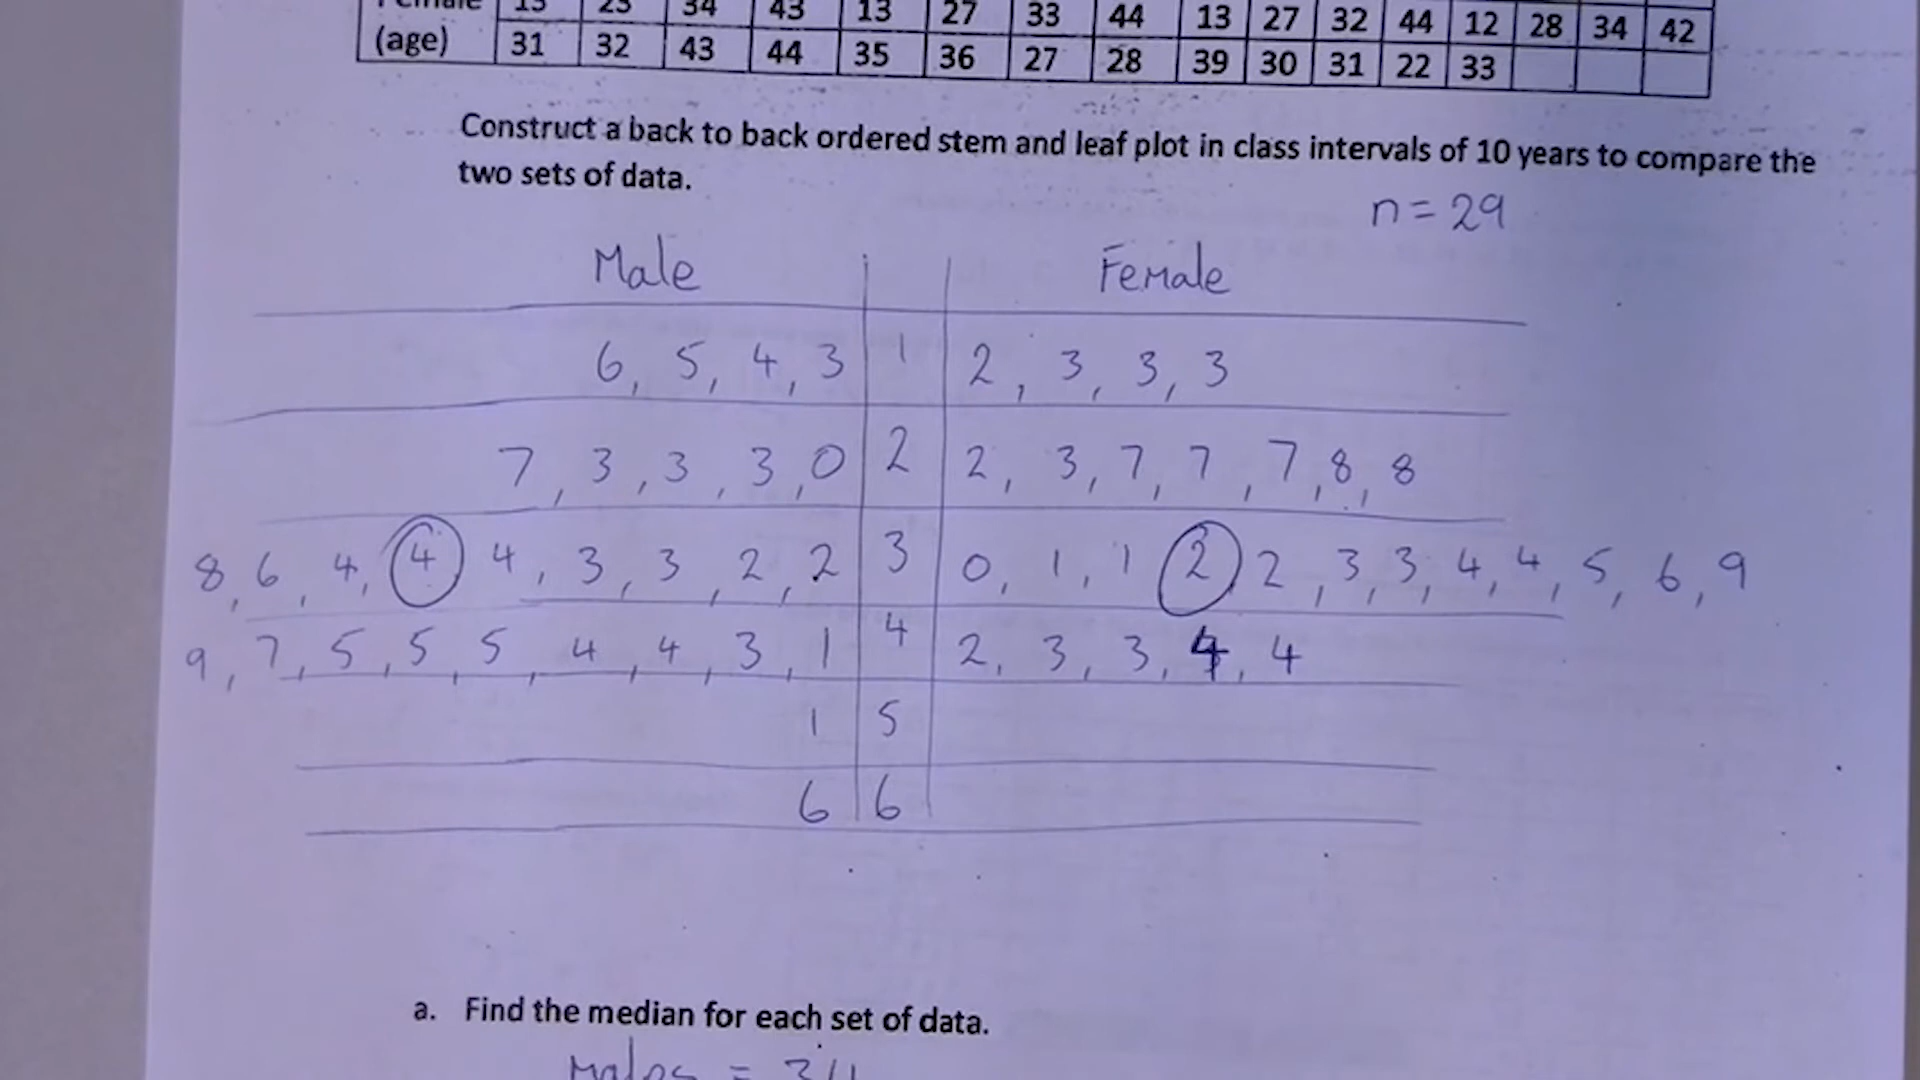 Female 13 23 34 43 13 27 33 44 13 27 32 44 12 28 34 42
(age) 31 32 43 44 35 36 27 28 39 30 31 22 33
Construct a back to back ordered stem and leaf plot in class intervals of 10 years to compare the
two sets of data.
n = 29
Male Female
6, 5, 4, 3 1 2, 3, 3, 3
7, 3, 3, 3, 0 2 2, 3, 7, 7, 7, 8, 8
8, 6, 4, 4 4, 3, 3, 2, 2 3 0, 1, 1 2, 2, 3, 3, 4, 4, 5, 6, 9
9, 7, 5, 5, 5, 4, 4, 3, 1 4 2, 3, 3, 4, 4
1 5
6 6
a. Find the median for each set of data.
Males = 34